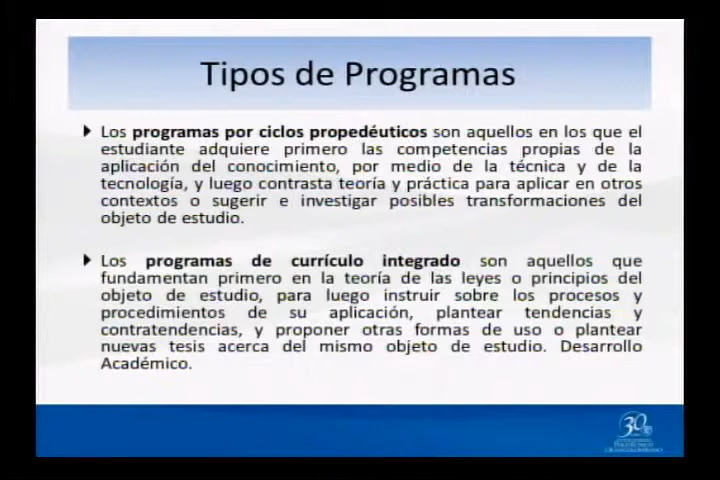 Tipos de Programas
Los programas por ciclos propedéuticos son aquellos en los que el
estudiante adquiere primero las competencias propias de la
aplicación del conocimiento, por medio de la técnica y de la
tecnología, y luego contrasta teoría y práctica para aplicar en otros
contextos o sugerir e investigar posibles transformaciones del
objeto de estudio.
Los programas de currículo integrado son aquellos que
fundamentan primero en la teoría de las leyes o principios del
objeto de estudio, para luego instruir sobre los procesos y
procedimientos de su aplicación, plantear tendencias y
contratendencias, y proponer otras formas de uso o plantear
nuevas tesis acerca del mismo objeto de estudio. Desarrollo
Académico.
30
POLITÉCNICO
GRANCOLOMBIANO